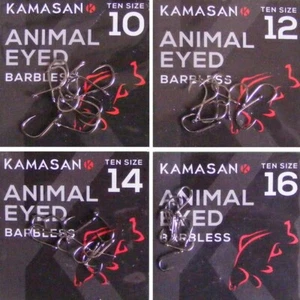 KAMASAN K TEN SIZE
10
ANIMAL
EYED
BARBLESS
KAMASAN K TEN SIZE
12
ANIMAL
EYED
BARBLESS
KAMASAN K TEN SIZE
14
ANIMAL
EYED
BARBLESS
KAMASAN K TEN SIZE
16
ANIMAL
EYED
BARBLESS